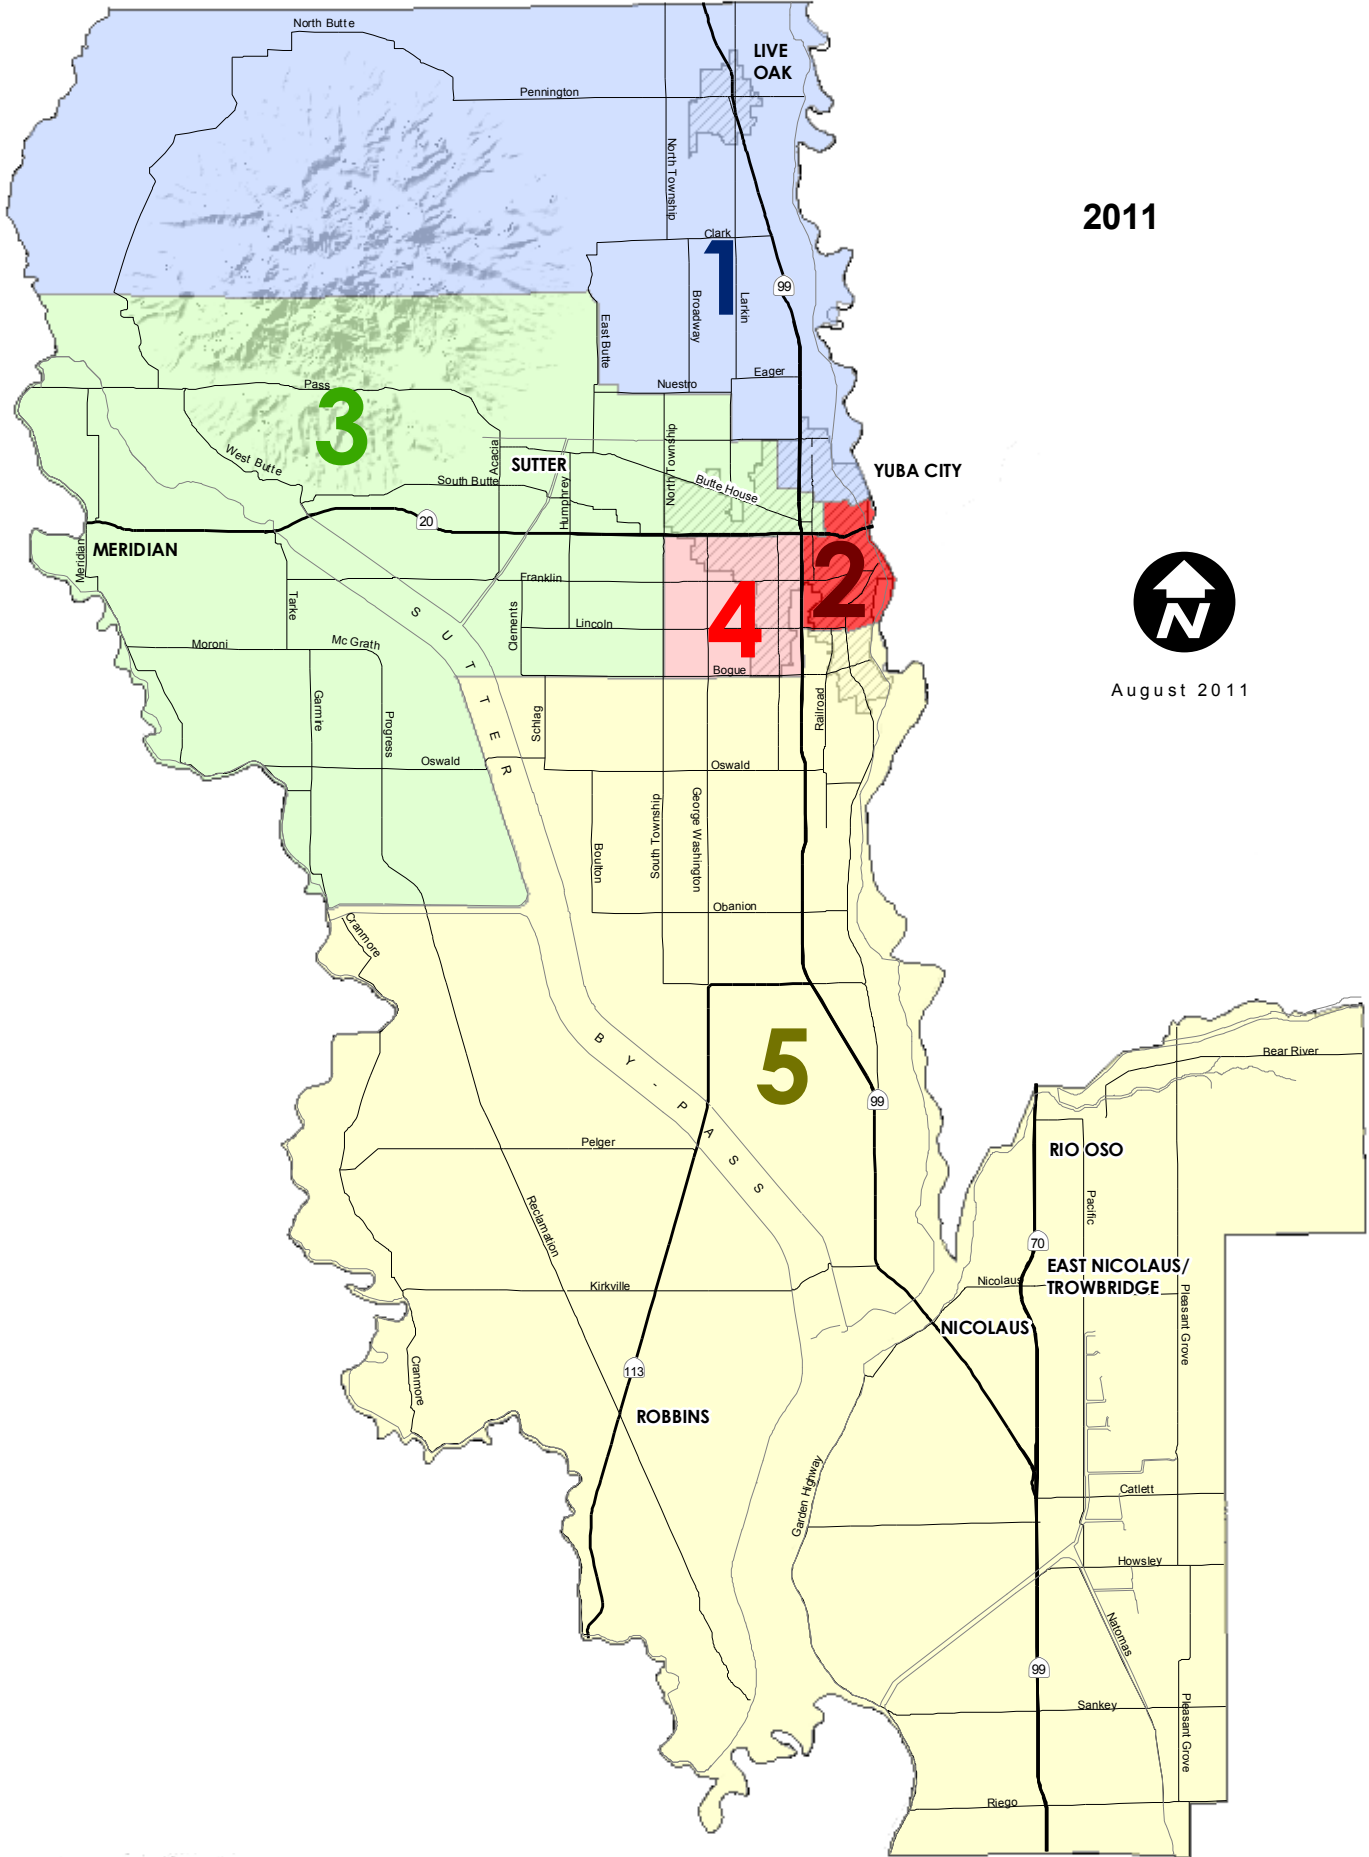 North Butte
LIVE
OAK
Pennington
North Township
2011
Clark
1
99
Broadway
Larkin
East Butte
Eager
Nuestro
Pass
3
West Butte
Acacia
SUTTER
South Butte
Humphrey
North Township
Butte House
YUBA CITY
20
MERIDIAN
Meridian
Franklin
2
4
Tarke
Clements
Lincoln
Moroni
Mc Grath
Bogue
N
August 2011
SUTTER
Garmire
Progress
Schlag
Railroad
Oswald
Oswald
Boulton
South Township
George Washington
Obanion
Cranmore
BY-PASS
5
99
Bear River
Pelger
RIO OSO
Pacific
Reclamation
70
EAST NICOLAUS/
TROWBRIDGE
Nicolaus
Kirkville
Pleasant Grove
NICOLAUS
113
Cranmore
ROBBINS
Garden Highway
Catlett
Howsley
Natomas
99
Sankey
Pleasant Grove
Riego